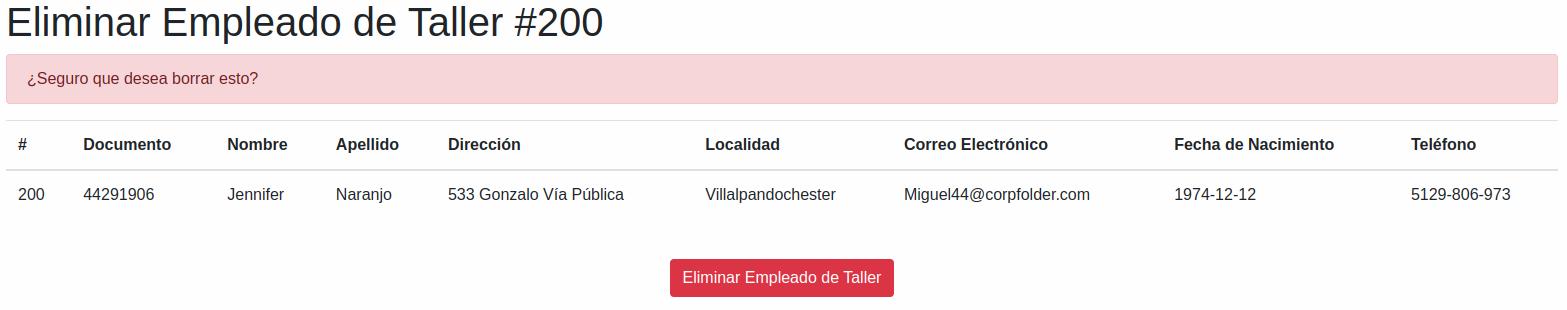 Eliminar Empleado de Taller #200
¿Seguro que desea borrar esto?
# Documento Nombre Apellido Dirección Localidad Correo Electrónico Fecha de Nacimiento Teléfono
200 44291906 Jennifer Naranjo 533 Gonzalo Vía Pública Villalpandochester Miguel44@corpfolder.com 1974-12-12 5129-806-973
Eliminar Empleado de Taller